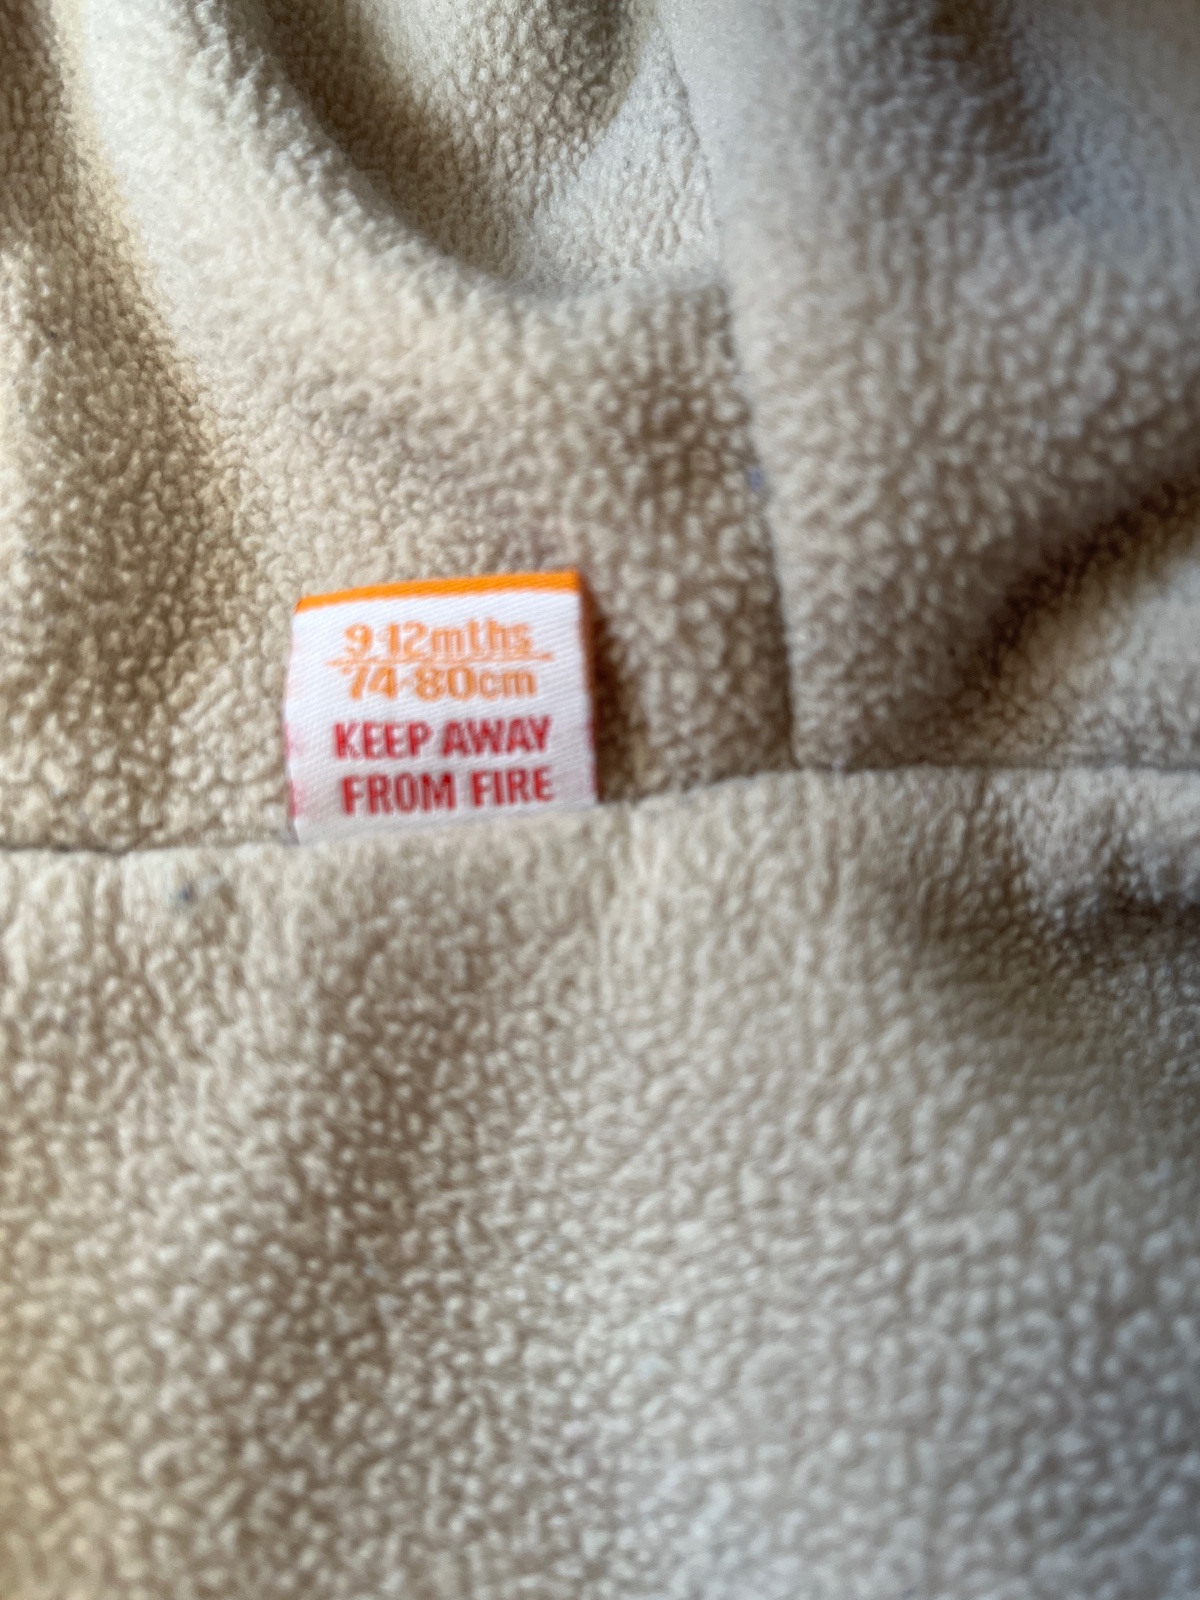 9-12mths
74-80cm
KEEP AWAY
FROM FIRE